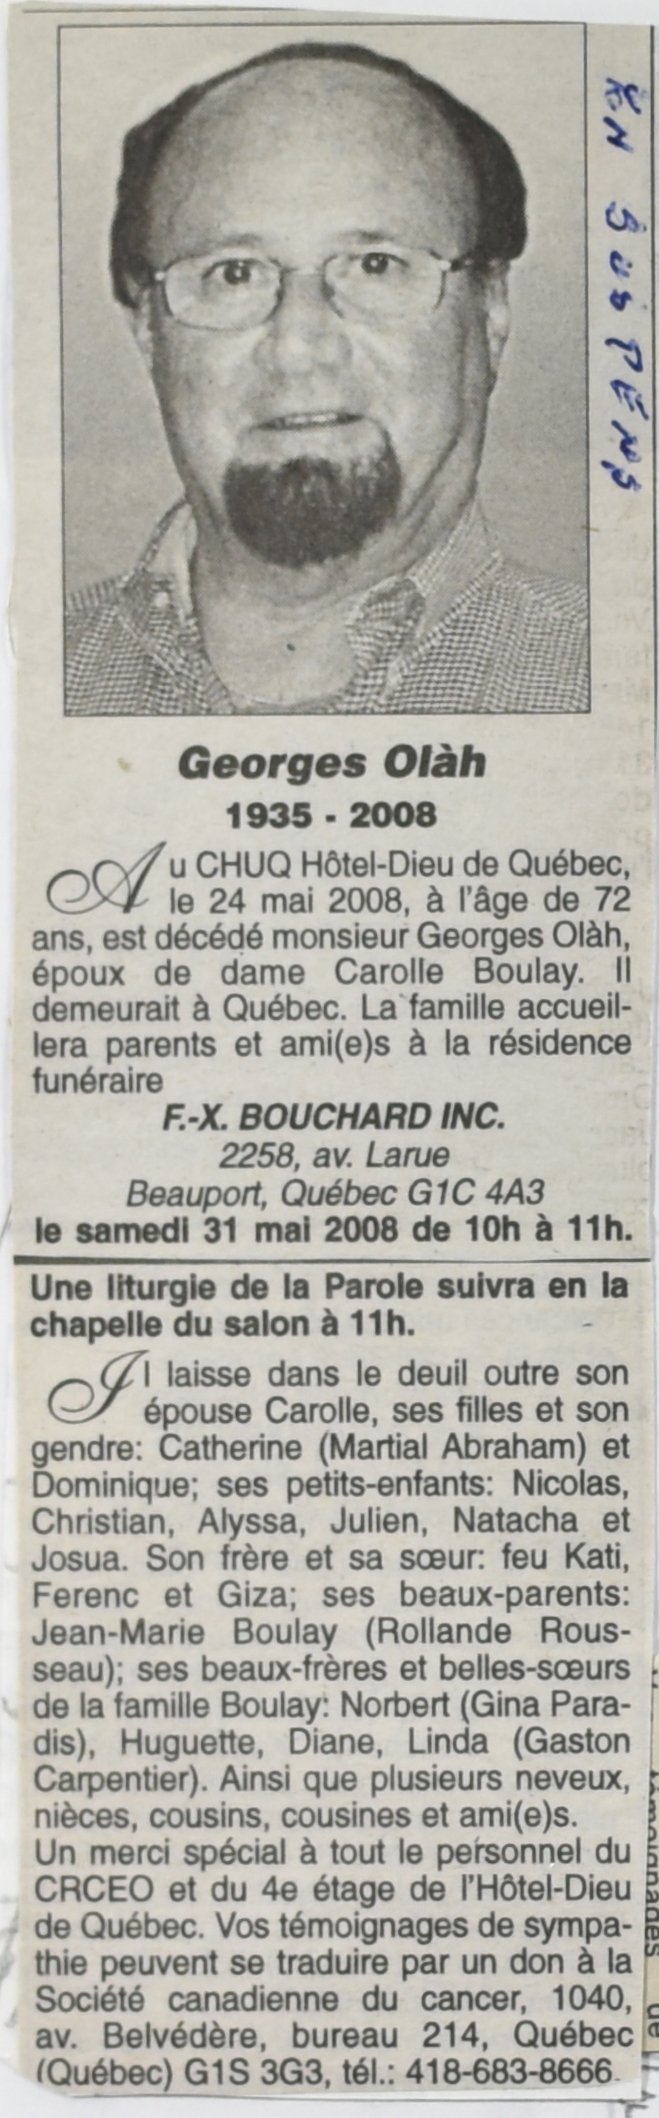 EN SUSPENS
Georges Olàh
1935 - 2008
Au CHUQ Hôtel-Dieu de Québec,
le 24 mai 2008, à l'âge de 72
ans, est décédé monsieur Georges Olàh,
époux de dame Carolle Boulay. Il
demeurait à Québec. La famille accueil-
lera parents et ami(e)s à la résidence
funéraire
F.-X. BOUCHARD INC.
2258, av. Larue
Beauport, Québec G1C 4A3
le samedi 31 mai 2008 de 10h à 11h.
Une liturgie de la Parole suivra en la
chapelle du salon à 11h.
Il laisse dans le deuil outre son
épouse Carolle, ses filles et son
gendre: Catherine (Martial Abraham) et
Dominique; ses petits-enfants: Nicolas,
Christian, Alyssa, Julien, Natacha et
Josua. Son frère et sa sœur: feu Kati,
Ferenc et Giza; ses beaux-parents:
Jean-Marie Boulay (Rollande Rous-
seau); ses beaux-frères et belles-sœurs
de la famille Boulay: Norbert (Gina Para-
dis), Huguette, Diane, Linda (Gaston
Carpentier). Ainsi que plusieurs neveux,
nièces, cousins, cousines et ami(e)s.
Un merci spécial à tout le personnel du
CRCEO et du 4e étage de l'Hôtel-Dieu
de Québec. Vos témoignages de sympa-
thie peuvent se traduire par un don à la
Société canadienne du cancer, 1040,
av. Belvédère, bureau 214, Québec
(Québec) G1S 3G3, tél.: 418-683-8666